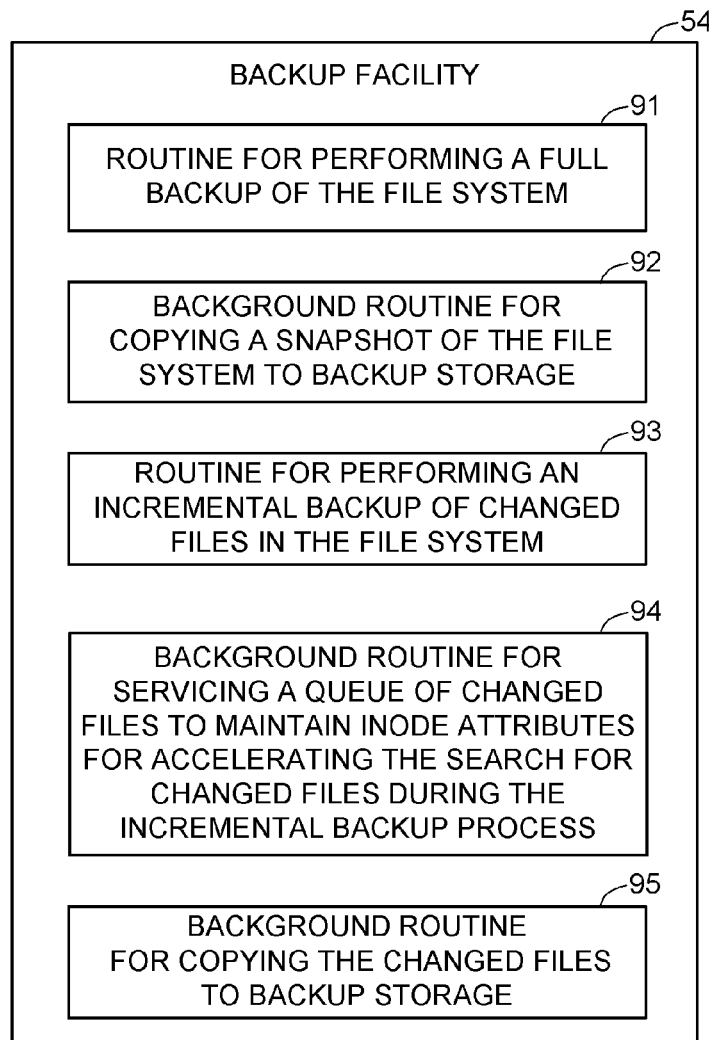 54
BACKUP FACILITY
91
ROUTINE FOR PERFORMING A FULL
BACKUP OF THE FILE SYSTEM
92
BACKGROUND ROUTINE FOR
COPYING A SNAPSHOT OF THE FILE
SYSTEM TO BACKUP STORAGE
93
ROUTINE FOR PERFORMING AN
INCREMENTAL BACKUP OF CHANGED
FILES IN THE FILE SYSTEM
94
BACKGROUND ROUTINE FOR
SERVICING A QUEUE OF CHANGED
FILES TO MAINTAIN INODE ATTRIBUTES
FOR ACCELERATING THE SEARCH FOR
CHANGED FILES DURING THE
INCREMENTAL BACKUP PROCESS
95
BACKGROUND ROUTINE
FOR COPYING THE CHANGED FILES
TO BACKUP STORAGE